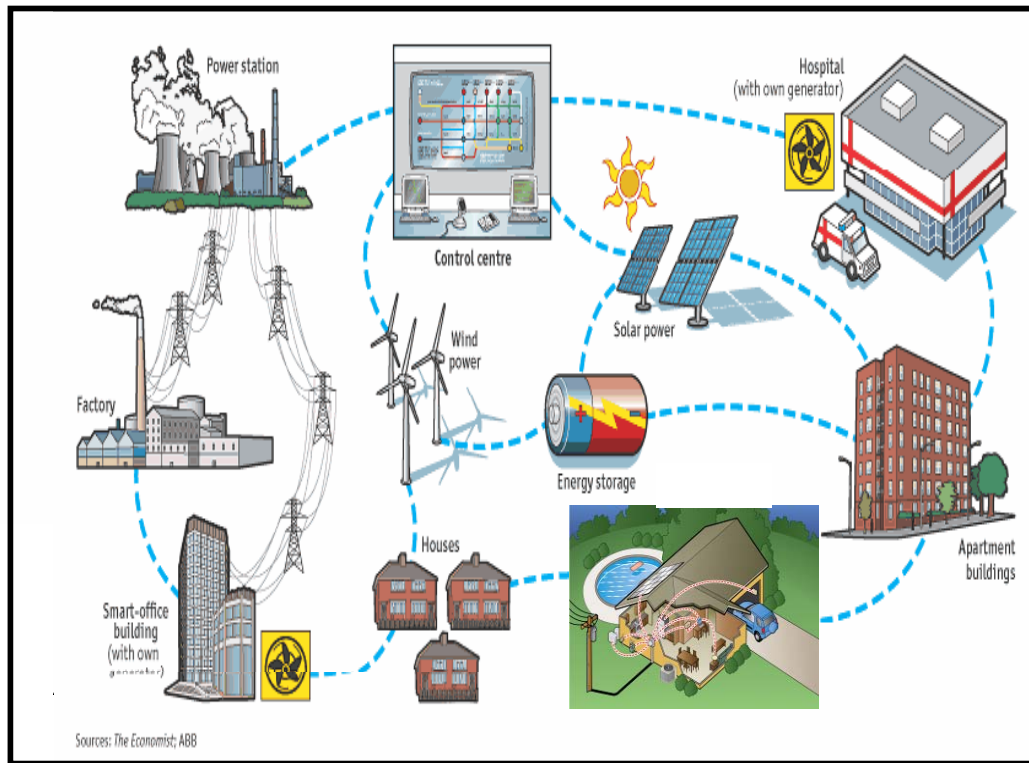 Power station
Hospital
(with own
generator)
Control centre
Solar power
Wind
power
Factory
Energy storage
Houses
Apartment
buildings
Smart-office
building
(with own
generator)
Sources: The Economist; ABB